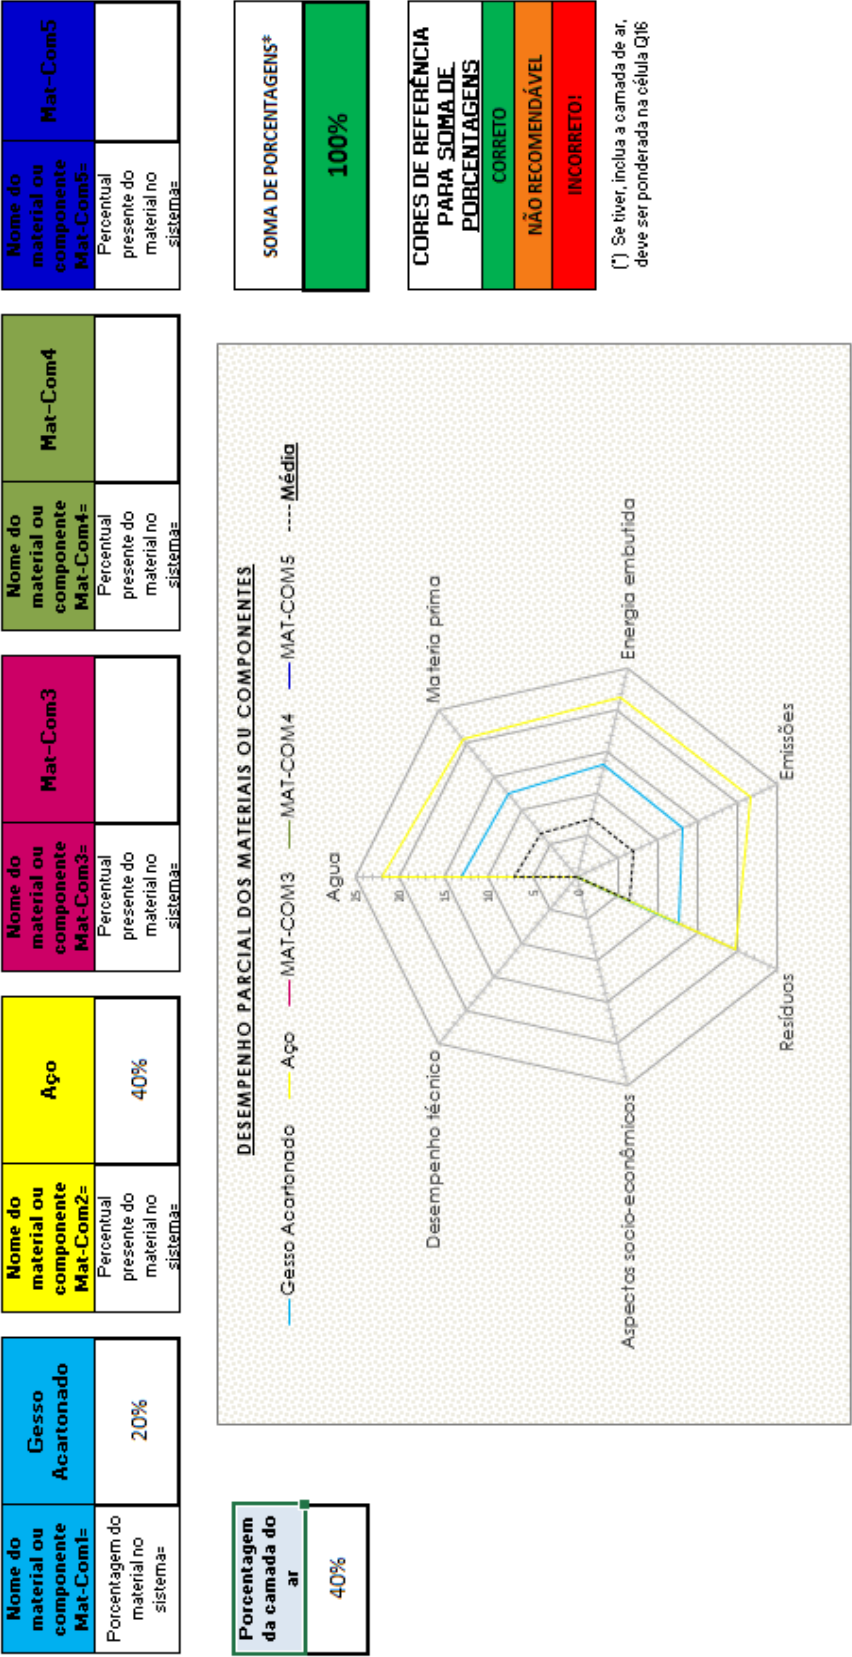 Nome do
material ou
componente
Mat-Com1=
Gesso
Acartonado
Porcentagem do
material no
sistema=
20%
Nome do
material ou
componente
Mat-Com2=
Aço
Percentual
presente do
material no
sistema=
40%
Nome do
material ou
componente
Mat-Com3=
Mat-Com3
Percentual
presente do
material no
sistema=
Nome do
material ou
componente
Mat-Com4=
Mat-Com4
Percentual
presente do
material no
sistema=
Nome do
material ou
componente
Mat-Com5=
Mat-Com5
Percentual
presente do
material no
sistema=
Porcentagem
da camada do
ar
40%
DESEMPENHO PARCIAL DOS MATERIAIS OU COMPONENTES
Gesso Acartonado Aço MAT-COM3 MAT-COM4 MAT-COM5 Média
Agua
25
20
15
10
5
0
Materia prima
Energia embutida
Emissões
Resíduos
Aspectos socio-econômicos
Desempenho técnico
SOMA DE PORCENTAGENS*
100%
CORES DE REFERÊNCIA
PARA SOMA DE
PORCENTAGENS
CORRETO
NÃO RECOMENDÁVEL
INCORRETO!
(*) Se tiver, inclua a camada de ar,
deve ser ponderada na célula Q16